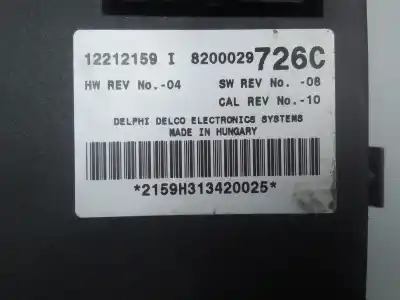 12212159 I 8200029726C
HW REV No.-04 SW REV No.-08
CAL REV No.-10
DELPHI DELCO ELECTRONICS SYSTEMS
MADE IN HUNGARY
*2159H313420025*